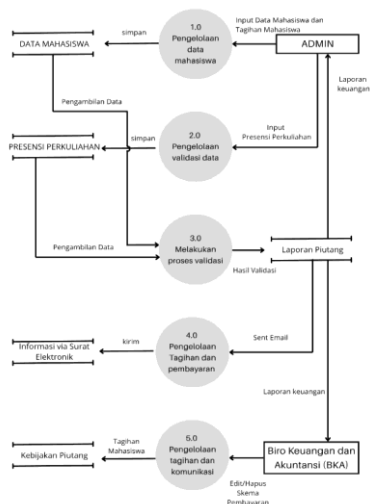 simpan
1.0
Pengelolaan
data
mahasiswa
Input Data Mahasiswa dan
Tagihan Mahasiswa
DATA MAHASISWA
ADMIN
Laporan
keuangan
Pengambilan Data
simpan
2.0
Pengelolaan
validasi data
Input
Presensi Perkuliahan
PRESENSI PERKULIAHAN
3.0
Melakukan
proses validasi
Pengambilan Data
Laporan Piutang
Hasil Validasi
4.0
Pengelolaan
Tagihan dan
pembayaran
kirim
Sent Email
Informasi via Surat
Elektronik
Laporan keuangan
5.0
Pengelolaan
tagihan dan
komunikasi
Tagihan
Mahasiswa
Kebijakan Piutang
Biro Keuangan dan
Akuntansi (BKA)
Edit/Hapus
Skema
Pembayaran